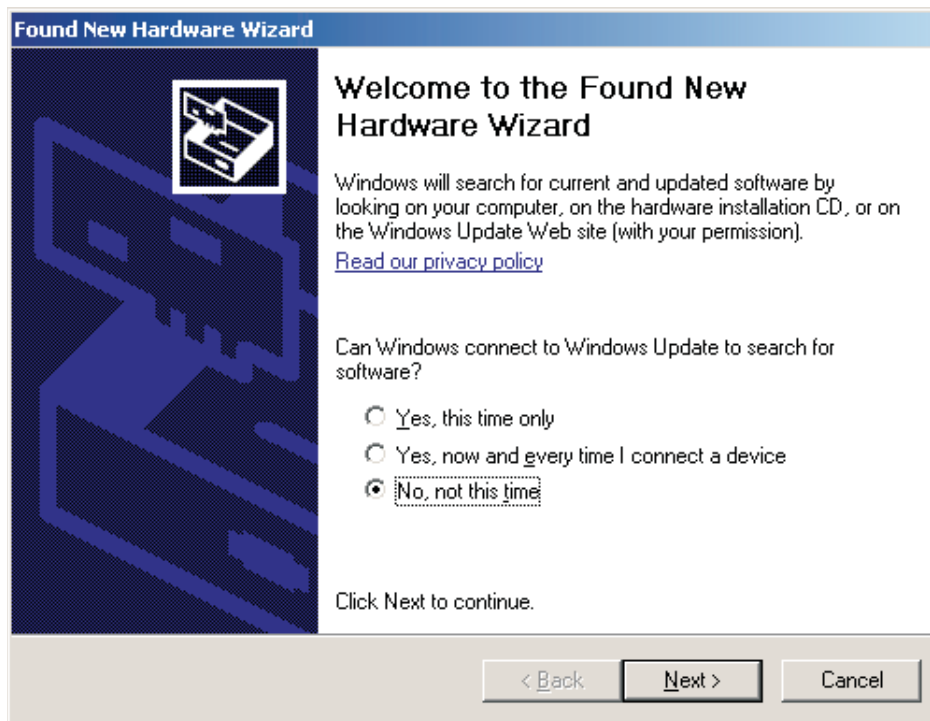 Found New Hardware Wizard
Welcome to the Found New
Hardware Wizard
Windows will search for current and updated software by
looking on your computer, on the hardware installation CD, or on
the Windows Update Web site (with your permission).
Read our privacy policy
Can Windows connect to Windows Update to search for
software?
Yes, this time only
Yes, now and every time I connect a device
No, not this time
Click Next to continue.
< Back
Next >
Cancel